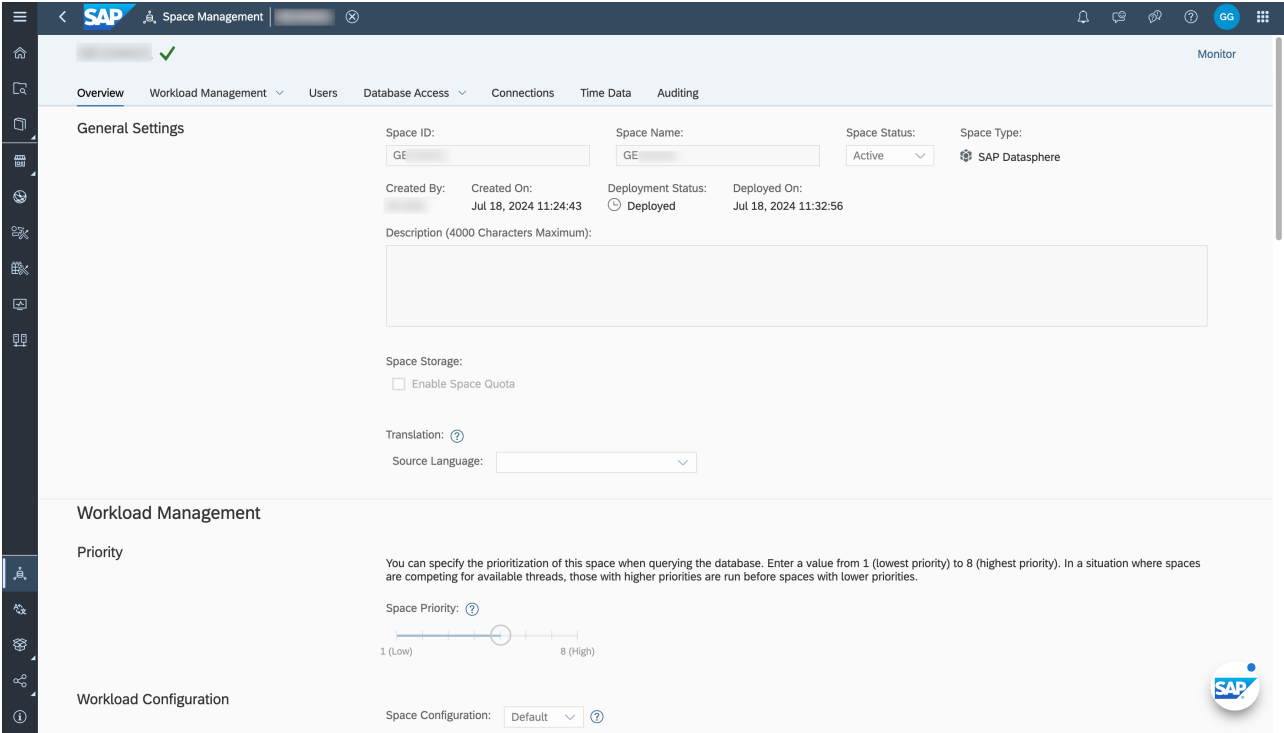 SAP Space Management
GG
Monitor
Overview Workload Management Users Database Access Connections Time Data Auditing
General Settings
Space ID: Space Name: Space Status: Space Type:
GE GE Active SAP Datasphere
Created By: Created On: Deployment Status: Deployed On:
Jul 18, 2024 11:24:43 Deployed Jul 18, 2024 11:32:56
Description (4000 Characters Maximum):
Space Storage:
Enable Space Quota
Translation: ?
Source Language:
Workload Management
Priority
You can specify the prioritization of this space when querying the database. Enter a value from 1 (lowest priority) to 8 (highest priority). In a situation where spaces
are competing for available threads, those with higher priorities are run before spaces with lower priorities.
Space Priority: ?
1 (Low) 8 (High)
SAP
Workload Configuration
Space Configuration: Default ?